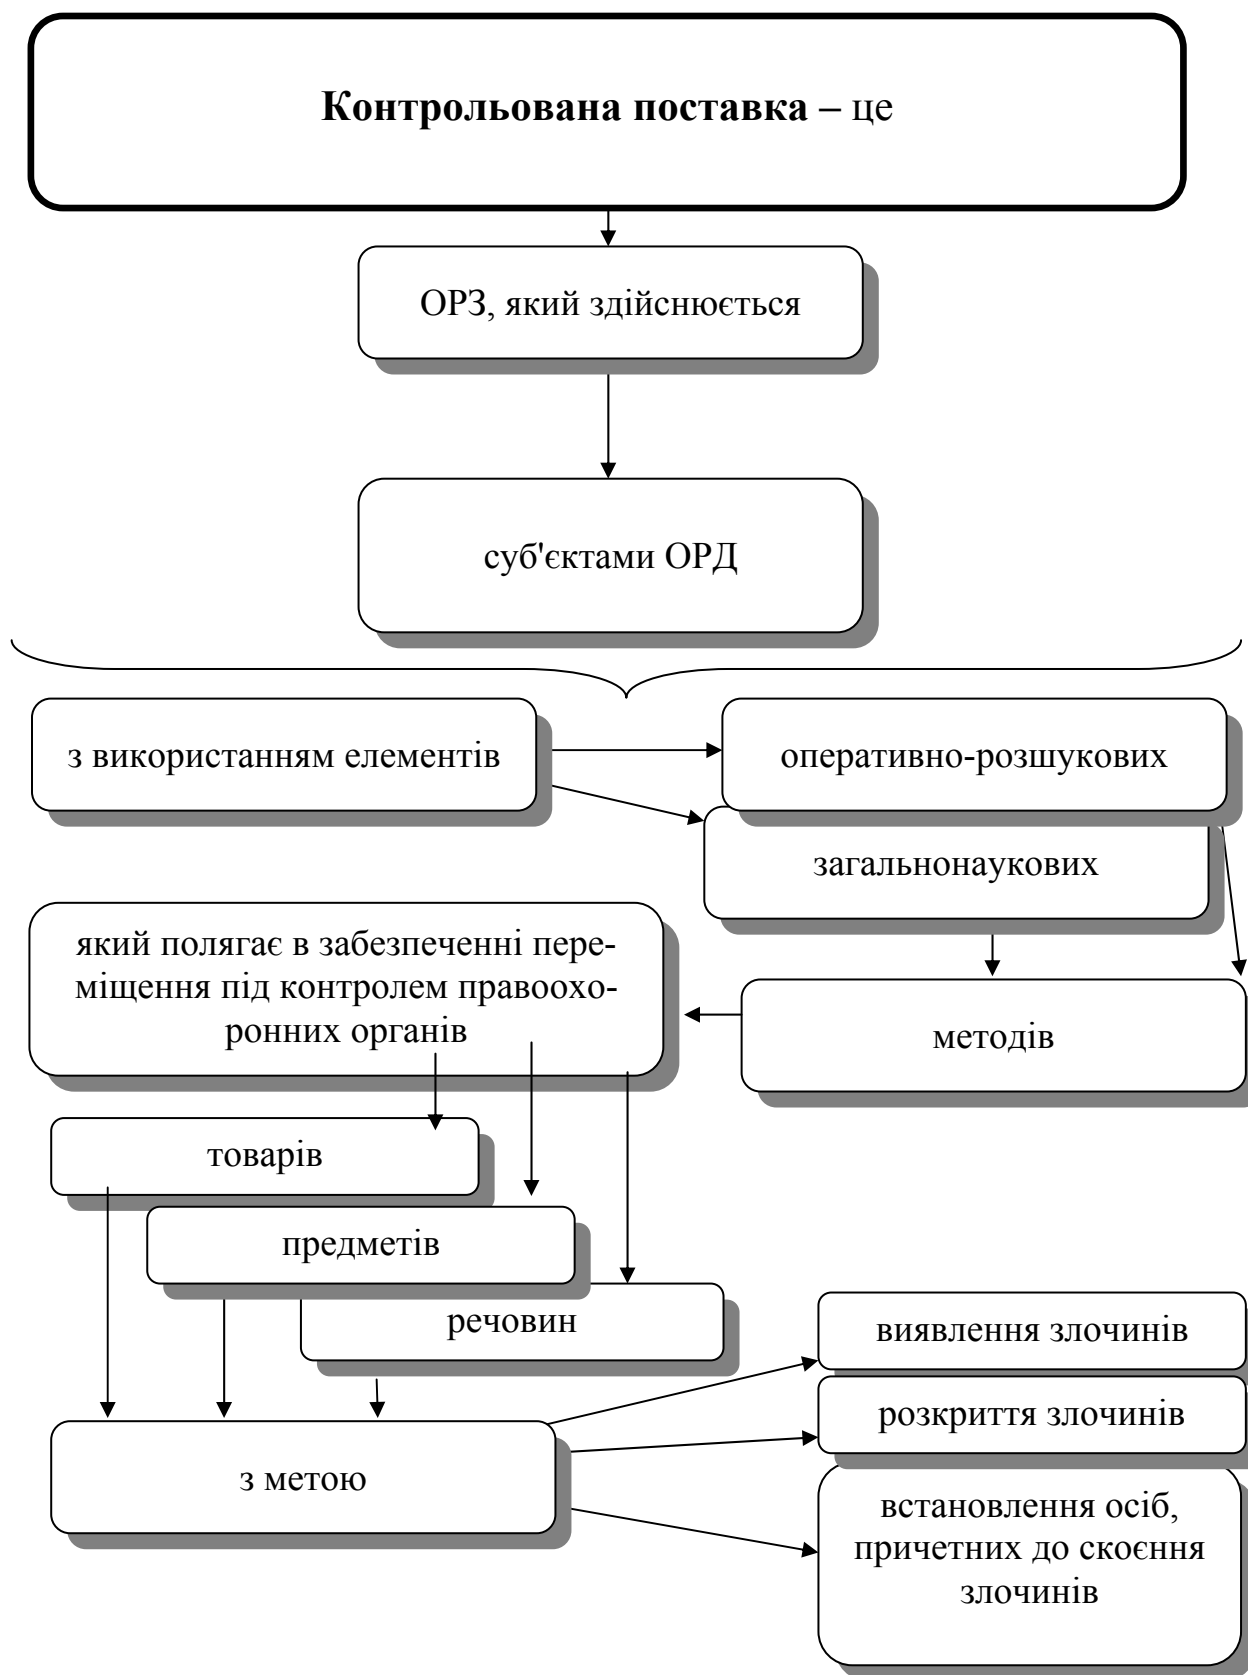 Контрольована поставка – це
ОРЗ, який здійснюється
суб'єктами ОРД
з використанням елементів
оперативно-розшукових
загальнонаукових
методів
який полягає в забезпеченні пере-
міщення під контролем правоохо-
ронних органів
товарів
предметів
речовин
з метою
виявлення злочинів
розкриття злочинів
встановлення осіб,
причетних до скоєння
злочинів